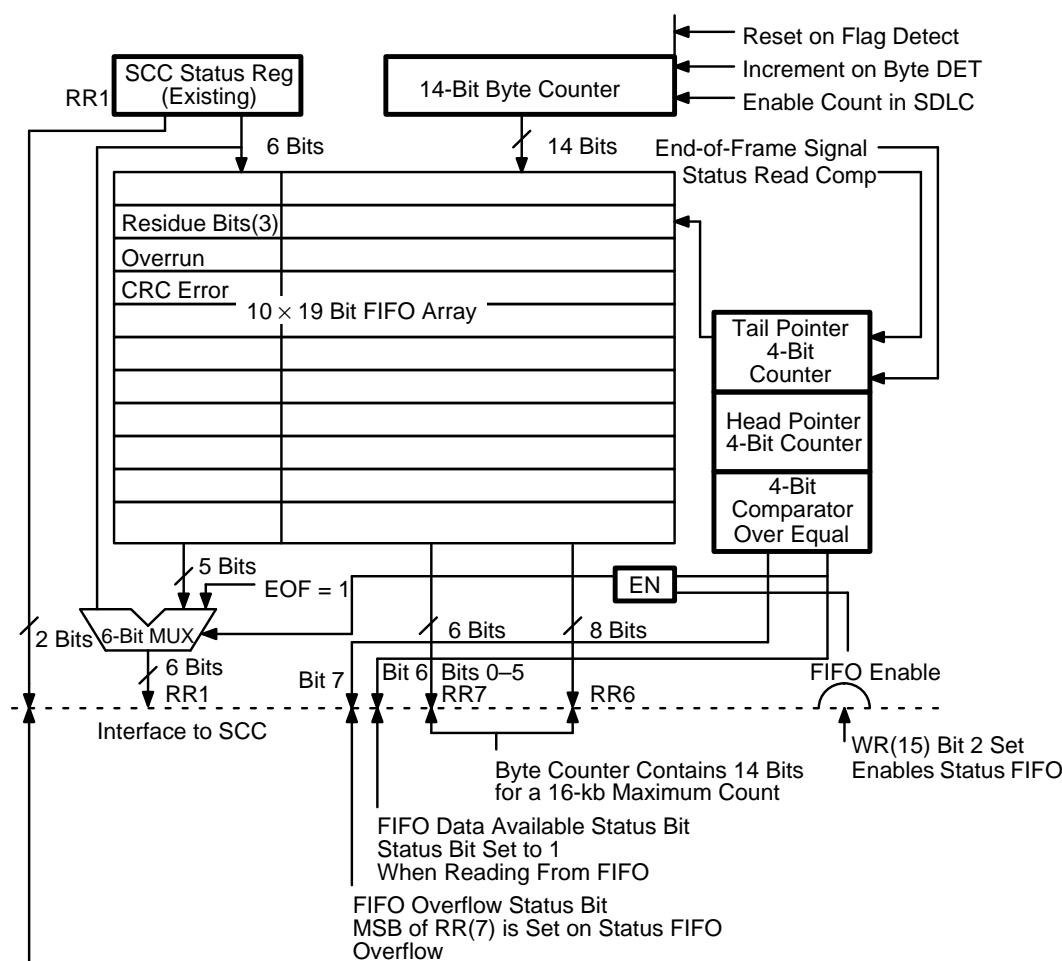 Reset on Flag Detect
SCC Status Reg
(Existing)
RR1
14-Bit Byte Counter
Increment on Byte DET
Enable Count in SDLC
6 Bits
14 Bits
End-of-Frame Signal
Status Read Comp
Residue Bits(3)
Overrun
CRC Error
10 × 19 Bit FIFO Array
Tail Pointer
4-Bit
Counter
Head Pointer
4-Bit Counter
4-Bit
Comparator
Over Equal
5 Bits
EOF = 1
EN
2 Bits
6-Bit MUX
6 Bits
8 Bits
6 Bits
RR1
Bit 7
Bit 6
Bits 0–5
RR7
RR6
FIFO Enable
Interface to SCC
WR(15) Bit 2 Set
Enables Status FIFO
Byte Counter Contains 14 Bits
for a 16-kb Maximum Count
FIFO Data Available Status Bit
Status Bit Set to 1
When Reading From FIFO
FIFO Overflow Status Bit
MSB of RR(7) is Set on Status FIFO
Overflow